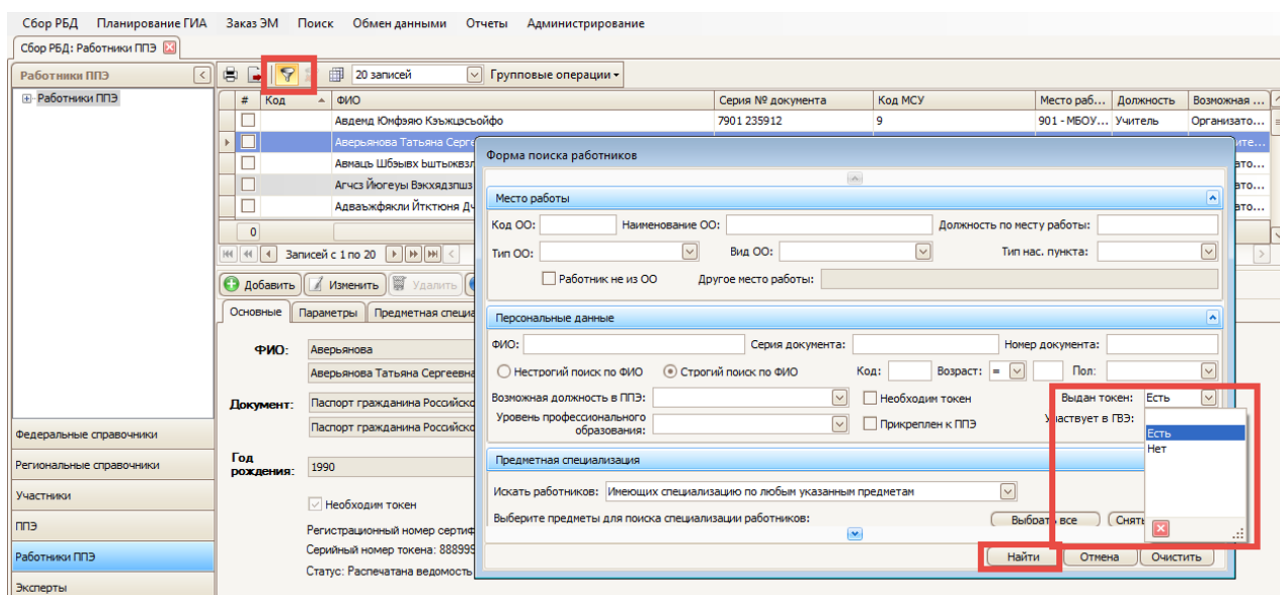 Сбор РБД Планирование ГИА Заказ ЭМ Поиск Обмен данными Отчеты Администрирование
Сбор РБД: Работники ППЭ
Работники ППЭ
20 записей Групповые операции
Работники ППЭ
# Код ФИО Серия № документа Код МСУ Место раб... Должность Возможная ...
Авденд Юнфэяю Кзъжцэсъойфо 7901 235912 9 901 - МБОУ... Учитель Организато...
Аверьянова Татьяна Серге
0
Записей с 1 по 20
Добавить Изменить Удалить
Основные Параметры Предметная специа
ФИО: Аверьянова
Аверьянова Татьяна Сергеевна
Документ: Паспорт гражданина Российско
Паспорт гражданина Российско
Год
рождения: 1990
Необходим токен
Регистрационный номер сертиф
Серийный номер токена: 888999
Статус: Распечатана ведомость
Федеральные справочники
Региональные справочники
Участники
ППЭ
Работники ППЭ
Эксперты
Форма поиска работников
Место работы
Код ОО: Наименование ОО: Должность по месту работы:
Тип ОО: Вид ОО: Тип нас. пункта:
Работник не из ОО Другое место работы:
Персональные данные
ФИО: Серия документа: Номер документа:
Нестрогий поиск по ФИО Строгий поиск по ФИО Код: Возраст: = Пол:
Возможная должность в ППЭ: Необходим токен Выдан токен: Есть
Уровень профессионального
образования: Прикреплен к ППЭ Участвует в ГВЭ:
Есть
Нет
Предметная специализация
Искать работников: Имеющих специализацию по любым указанным предметам
Выберите предметы для поиска специализации работников: Выбрать все Снять
Найти Отмена Очистить